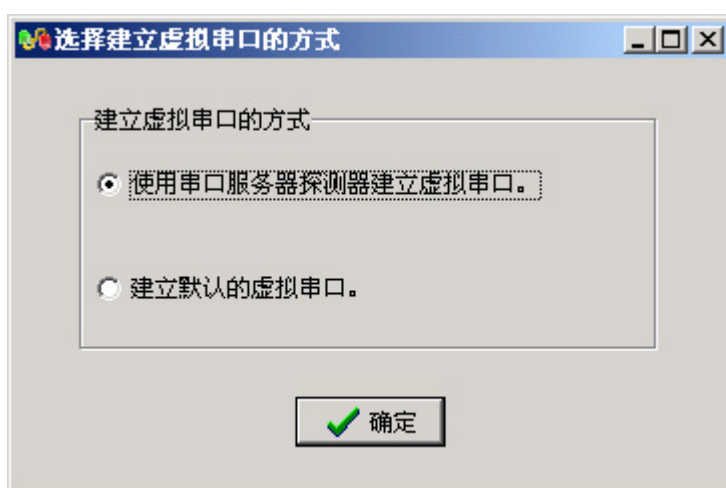 选择建立虚拟串口的方式
建立虚拟串口的方式
使用串口服务器探测器建立虚拟串口。
建立默认的虚拟串口。
确定